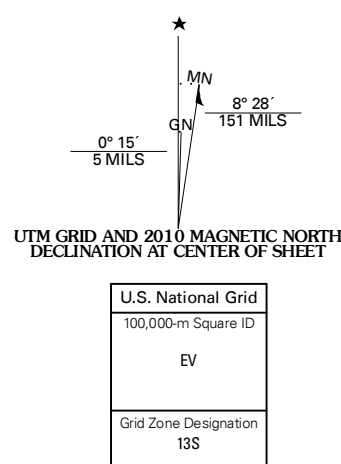 ★
MN
8° 28´
151 MILS
GN
0° 15´
5 MILS
UTM GRID AND 2010 MAGNETIC NORTH
DECLINATION AT CENTER OF SHEET
U.S. National Grid
100,000-m Square ID
EV
Grid Zone Designation
13S